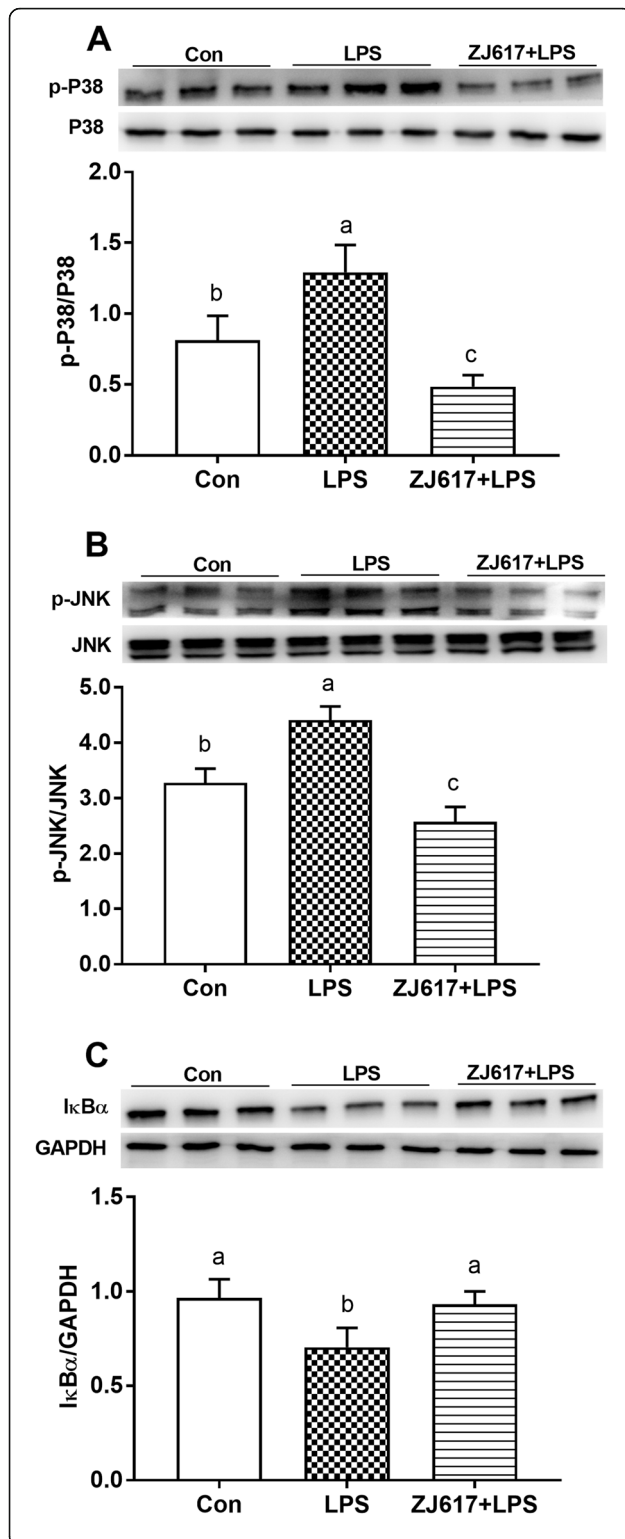 A
Con LPS ZJ617+LPS
p-P38
P38
2.0
1.5
1.0
0.5
0.0
p-P38/P38
b
a
c
Con LPS ZJ617+LPS
B
Con LPS ZJ617+LPS
p-JNK
JNK
5.0
4.0
3.0
2.0
1.0
0.0
p-JNK/JNK
b
a
c
Con LPS ZJ617+LPS
C
Con LPS ZJ617+LPS
IκBα
GAPDH
1.5
1.0
0.5
0.0
IκBα/GAPDH
a
b
a
Con LPS ZJ617+LPS